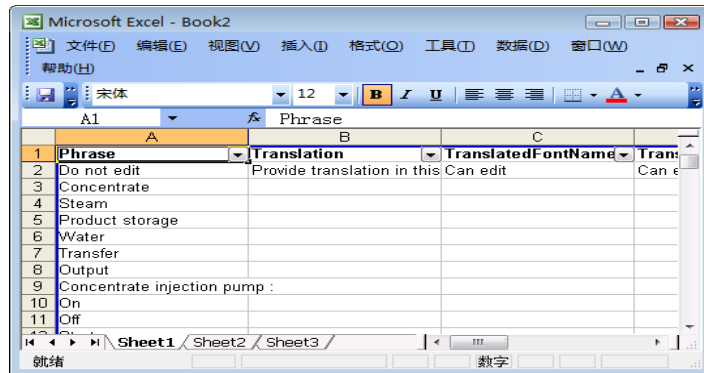 Microsoft Excel - Book2
文件(F) 编辑(E) 视图(V) 插入(I) 格式(O) 工具(T) 数据(D) 窗口(W)
帮助(H)
宋体 12 B I U A
A1 fx Phrase
A B C
1 Phrase Translation TranslatedFontName Trans
2 Do not edit Provide translation in this Can edit Can e
3 Concentrate
4 Steam
5 Product storage
6 Water
7 Transfer
8 Output
9 Concentrate injection pump :
10 On
11 Off
Sheet1 Sheet2 Sheet3
就绪 数字